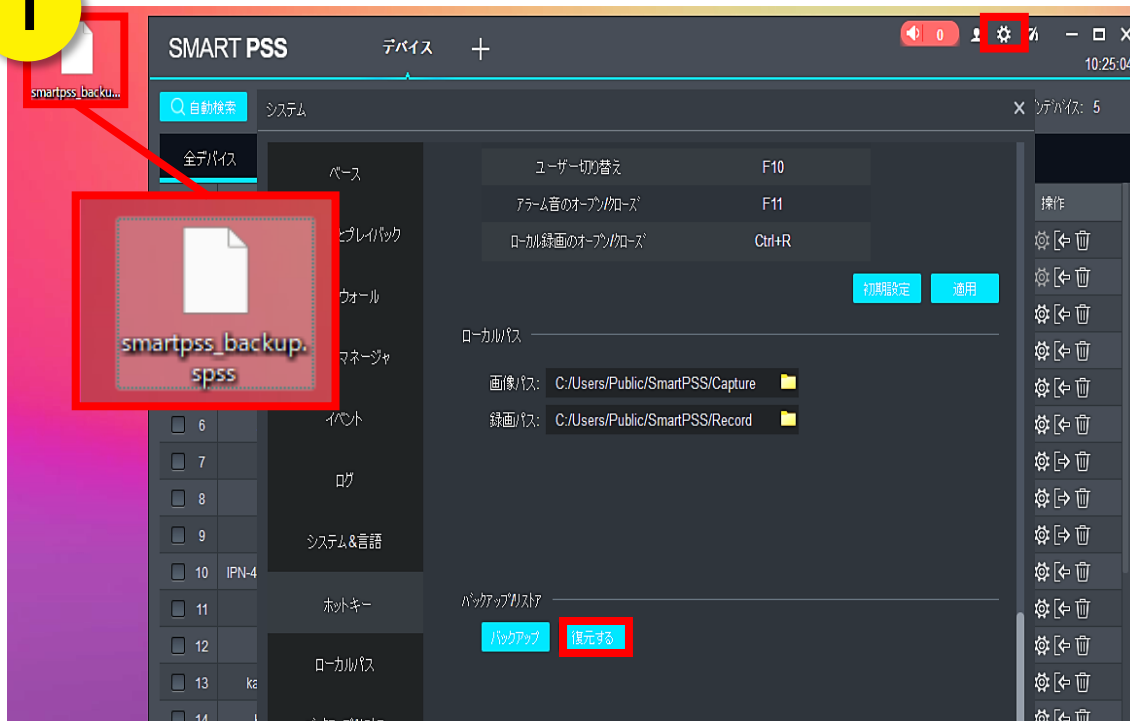 1
smartpss_backu...
SMART PSS
デバイス
0
10:25:04
自動検索
システム
5
全デバイス
ベース
ユーザー切り替え F10
アラーム音のオープン/クローズ F11
ローカル録画のオープン/クローズ Ctrl+R
操作
とプレイバック
ウォール
初期設定
適用
smartpss_backup.
spss
マネージャ
ローカルパス
画像パス: C:/Users/Public/SmartPSS/Capture
録画パス: C:/Users/Public/SmartPSS/Record
イベント
6
7
ログ
8
9
システム&言語
10 IPN-4
ホットキー
バックアップ/リストア
11
バックアップ
復元する
12
ローカルパス
13 ka
14